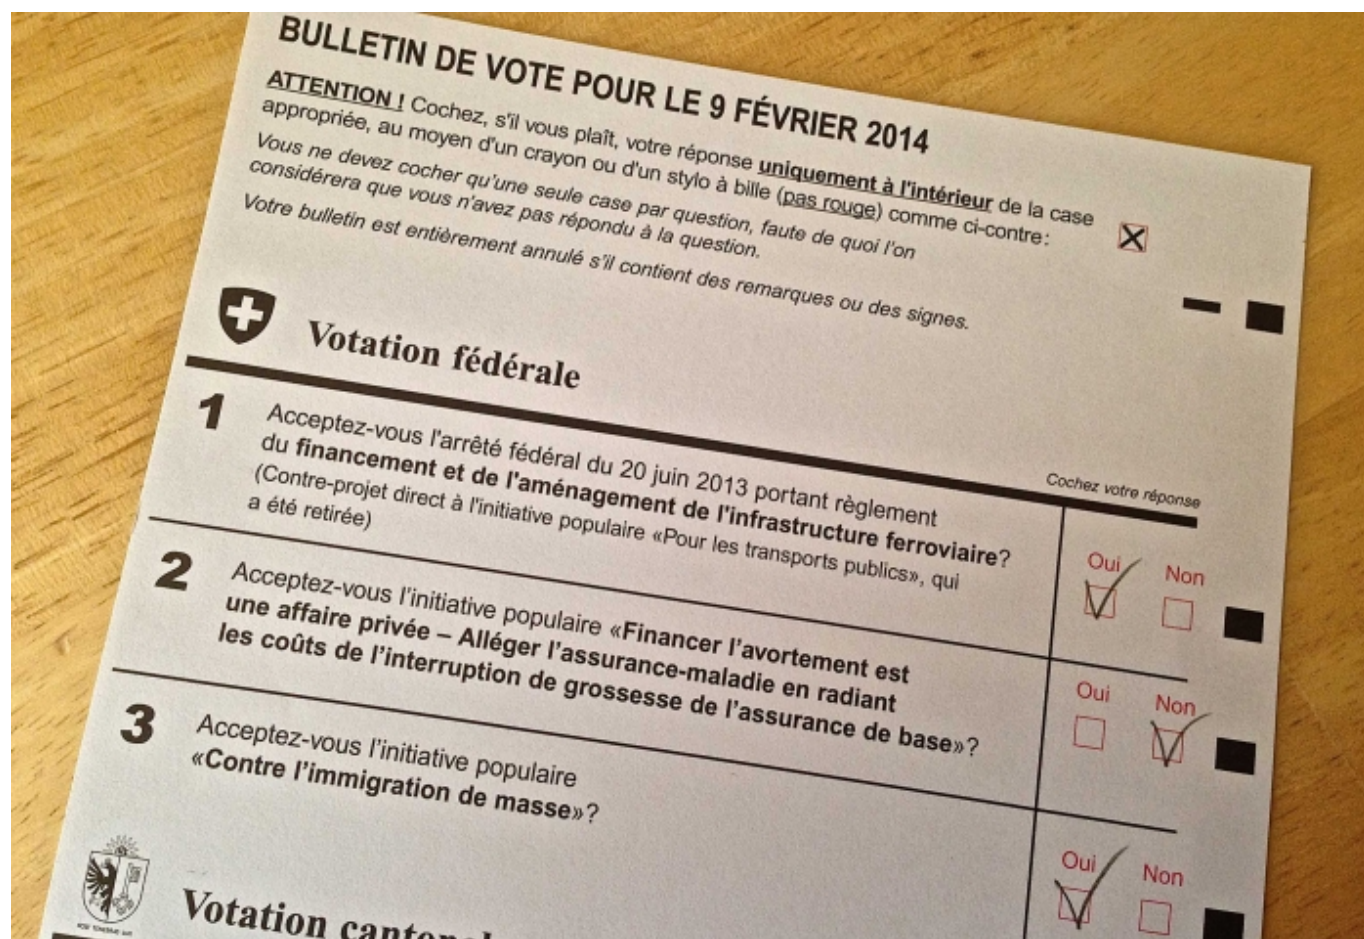 BULLETIN DE VOTE POUR LE 9 FÉVRIER 2014
ATTENTION ! Cochez, s'il vous plaît, votre réponse uniquement à l'intérieur de la case
appropriée, au moyen d'un crayon ou d'un stylo à bille (pas rouge) comme ci-contre:
Vous ne devez cocher qu'une seule case par question, faute de quoi l'on
considérera que vous n'avez pas répondu à la question.
Votre bulletin est entièrement annulé s'il contient des remarques ou des signes.
Votation fédérale
Cochez votre réponse
1
Acceptez-vous l'arrêté fédéral du 20 juin 2013 portant règlement
du financement et de l'aménagement de l'infrastructure ferroviaire?
(Contre-projet direct à l'initiative populaire «Pour les transports publics», qui
a été retirée)
Oui Non
2
Acceptez-vous l'initiative populaire «Financer l'avortement est
une affaire privée – Alléger l'assurance-maladie en radiant
les coûts de l'interruption de grossesse de l'assurance de base»?
Oui Non
3
Acceptez-vous l'initiative populaire
«Contre l'immigration de masse»?
Oui Non
Votation